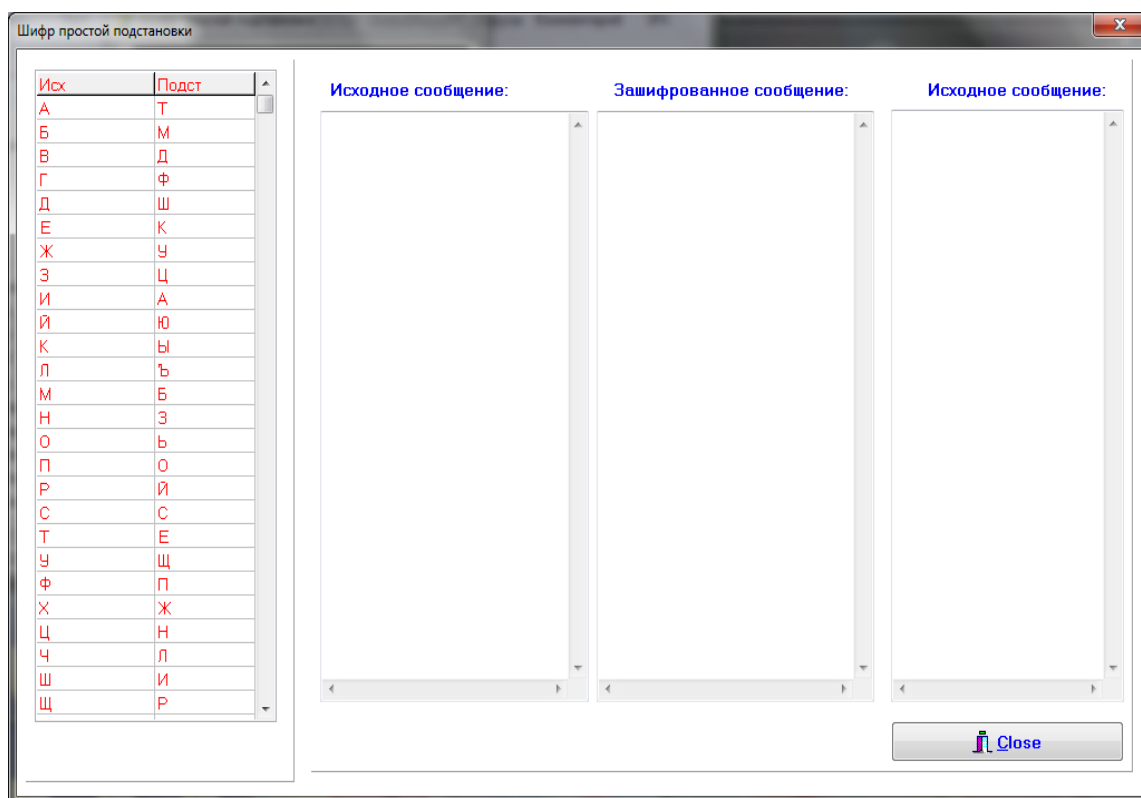 Шифр простой подстановки
Исх Подст
А Т
Б М
В Д
Г Ф
Д Ш
Е К
Ж У
З Ц
И А
Й Ю
К Ы
Л Ъ
М Б
Н З
О Ь
П О
Р Й
С С
Т Е
У Щ
Ф П
Х Ж
Ц Н
Ч Л
Ш И
Щ Р
Исходное сообщение:
Зашифрованное сообщение:
Исходное сообщение:
Close